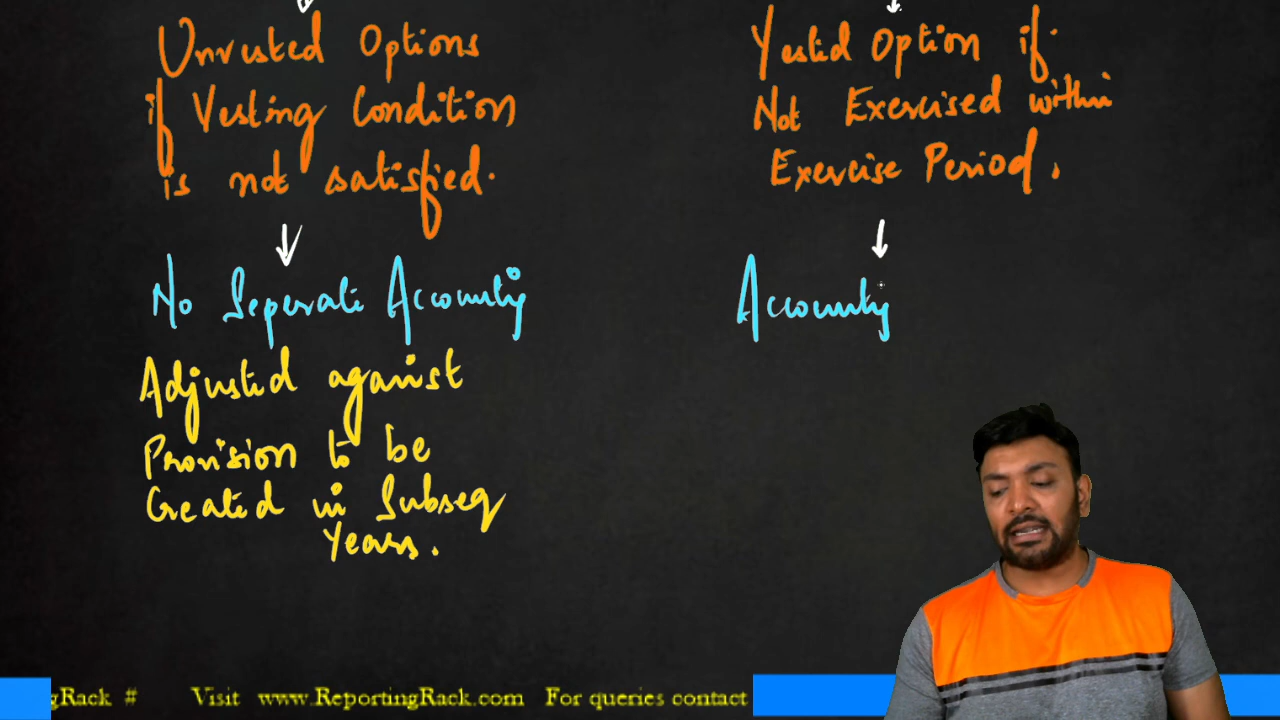 Unvested Options
if Vesting Condition
is not satisfied.
No Seperate Accounting
Adjusted against
Provision to be
Created in Subseq
Years.
Vested Option if
Not Exercised within
Exercise Period.
Accounting
gRack # Visit www.ReportingRack.com For queries contact